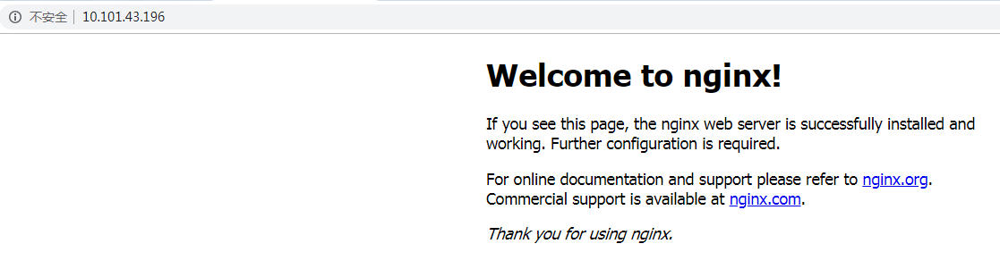 不安全 | 10.101.43.196
Welcome to nginx!
If you see this page, the nginx web server is successfully installed and
working. Further configuration is required.
For online documentation and support please refer to nginx.org.
Commercial support is available at nginx.com.
Thank you for using nginx.